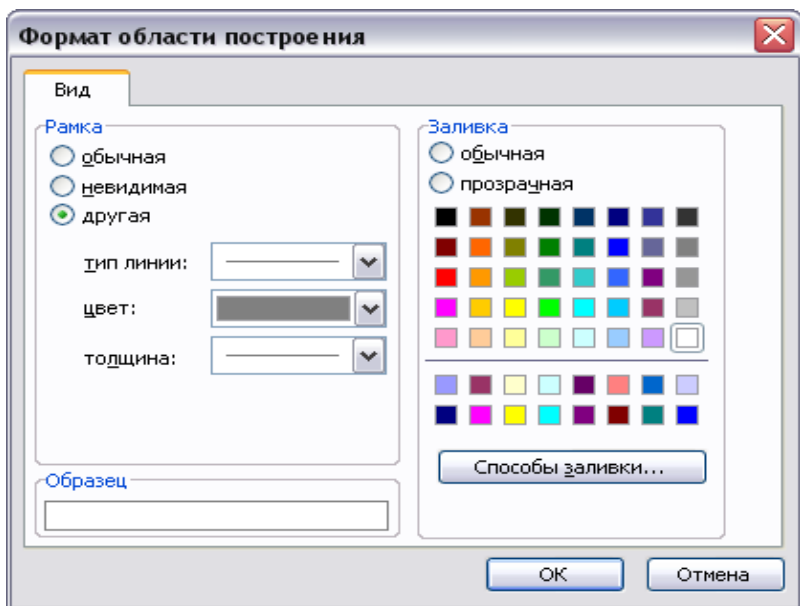 Формат области построения
Вид
Рамка
обычная
невидимая
другая
тип линии:
цвет:
толщина:
Образец
Заливка
обычная
прозрачная
Способы заливки...
ОК
Отмена